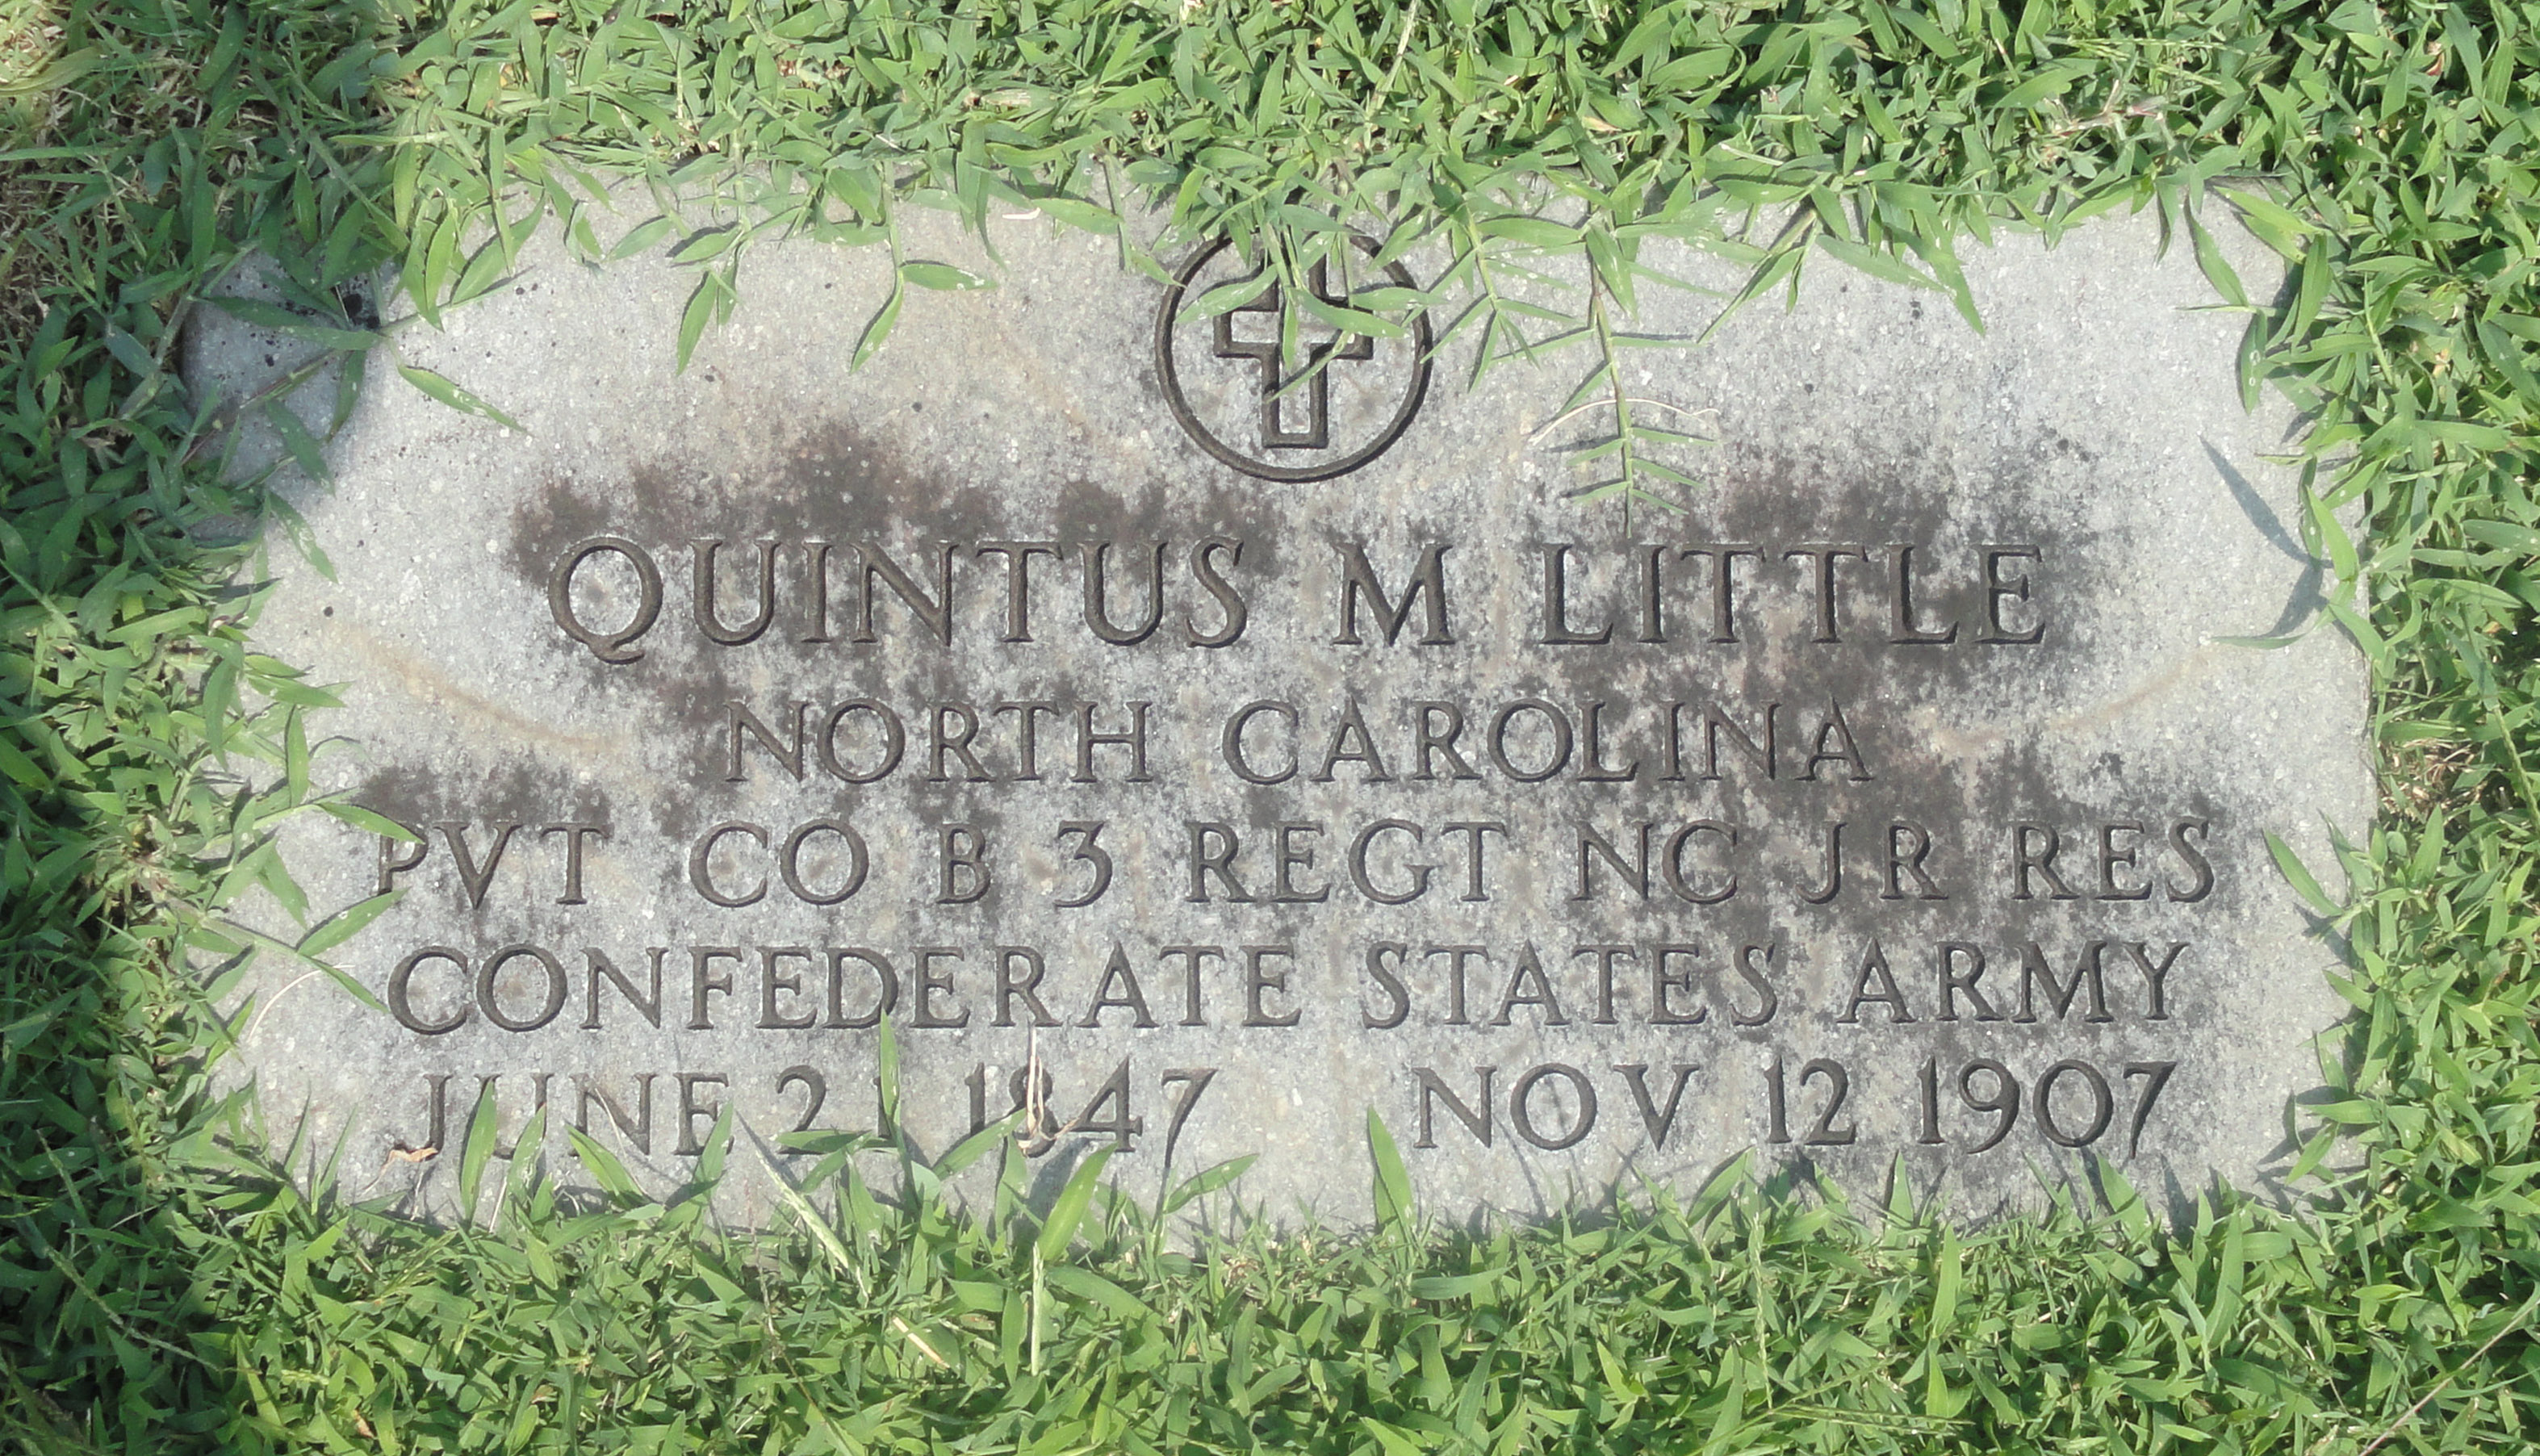 QUINTUS M LITTLE
NORTH CAROLINA
PVT CO B 3 REGT NC JR RES
CONFEDERATE STATES ARMY
JUNE 21 1847 NOV 12 1907